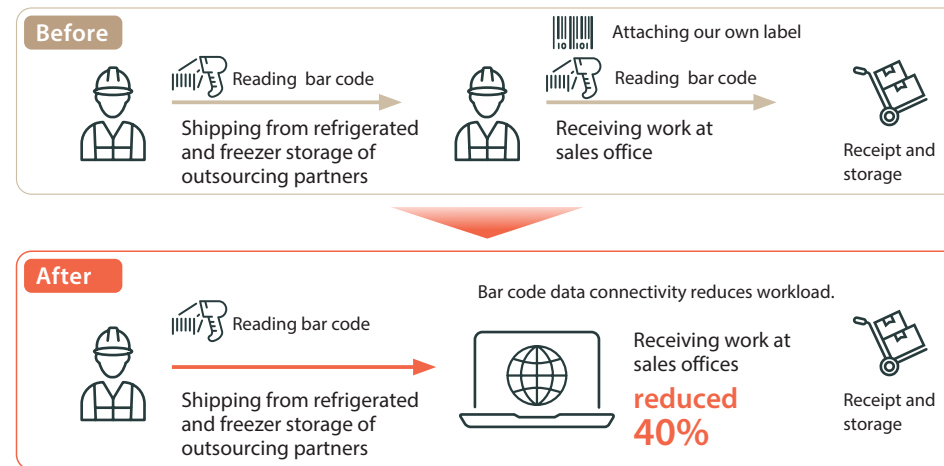 Before
Attaching our own label
Reading bar code
Reading bar code
Shipping from refrigerated
and freezer storage of
outsourcing partners
Receiving work at
sales office
Receipt and
storage
After
Bar code data connectivity reduces workload.
Reading bar code
Shipping from refrigerated
and freezer storage of
outsourcing partners
Receiving work at
sales offices
reduced
40%
Receipt and
storage